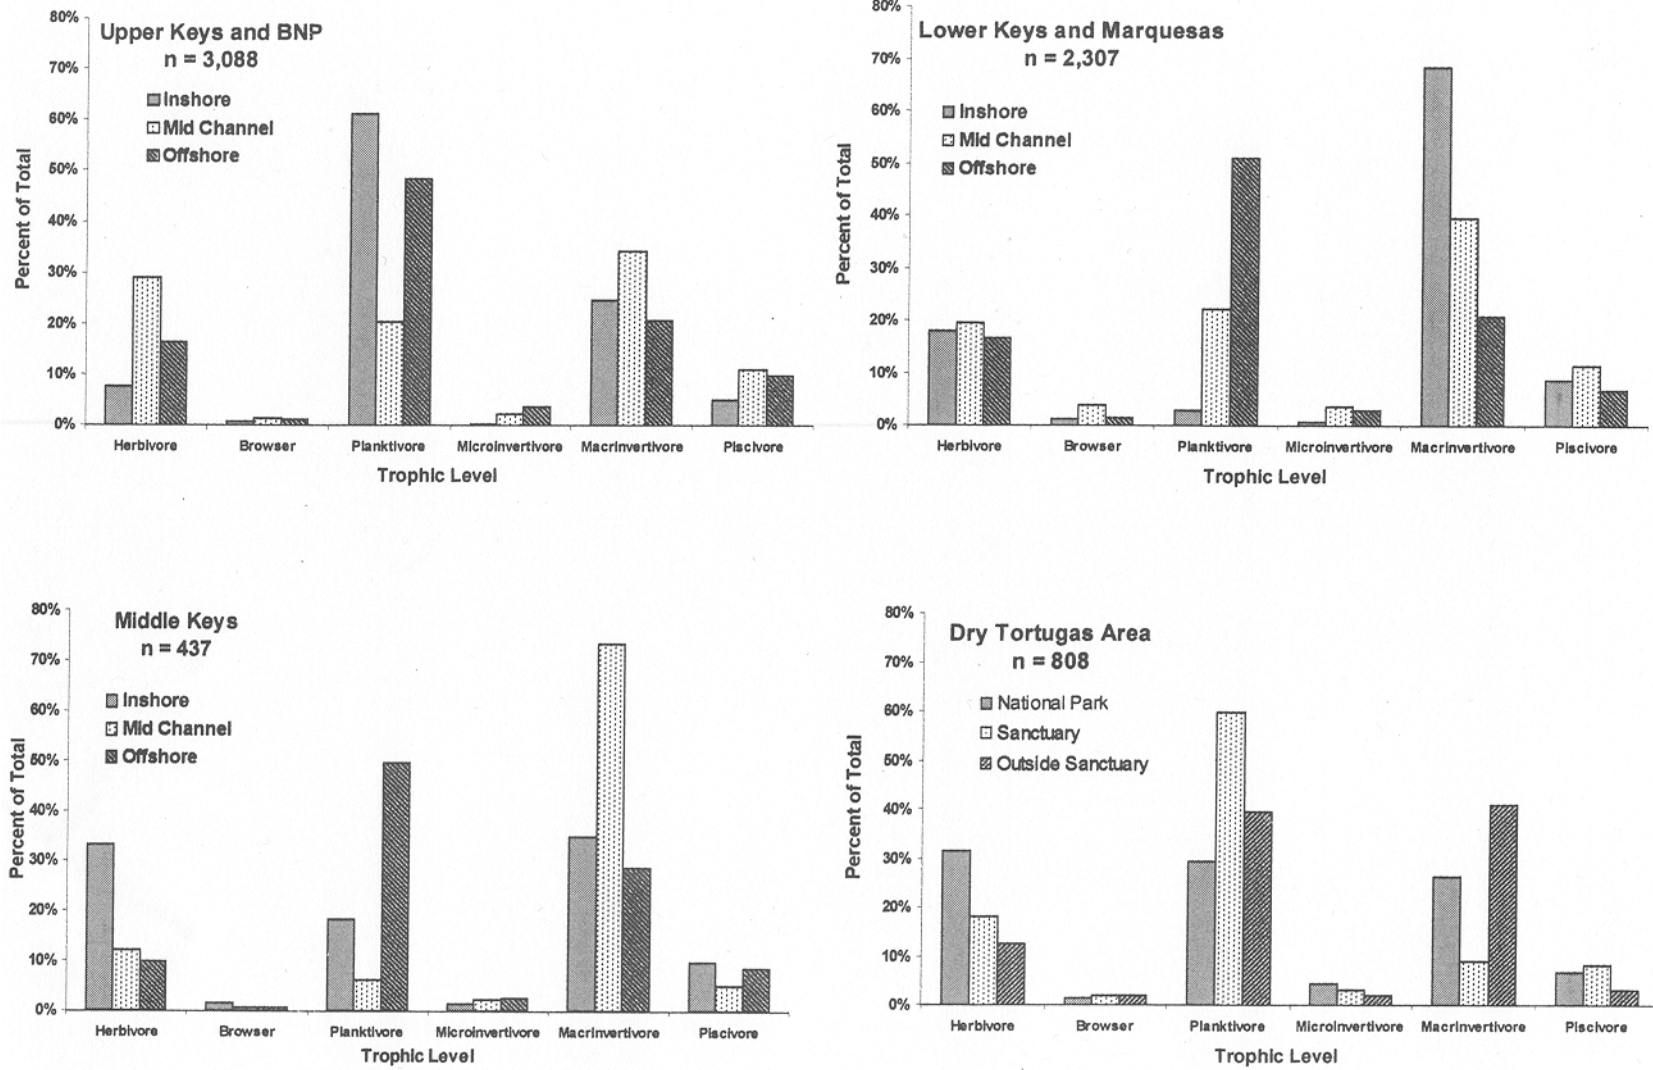 Upper Keys and BNP
n = 3,088
Inshore
Mid Channel
Offshore
Percent of Total
80%
70%
60%
50%
40%
30%
20%
10%
0%
Herbivore Browser Planktivore Microinvertivore Macrinvertivore Piscivore
Trophic Level
Lower Keys and Marquesas
n = 2,307
Inshore
Mid Channel
Offshore
Percent of Total
80%
70%
60%
50%
40%
30%
20%
10%
0%
Herbivore Browser Planktivore Microinvertivore Macrinvertivore Piscivore
Trophic Level
Middle Keys
n = 437
Inshore
Mid Channel
Offshore
Percent of Total
80%
70%
60%
50%
40%
30%
20%
10%
0%
Herbivore Browser Planktivore Microinvertivore Macrinvertivore Piscivore
Trophic Level
Dry Tortugas Area
n = 808
National Park
Sanctuary
Outside Sanctuary
Percent of Total
80%
70%
60%
50%
40%
30%
20%
10%
0%
Herbivore Browser Planktivore Microinvertivore Macrinvertivore Piscivore
Trophic Level